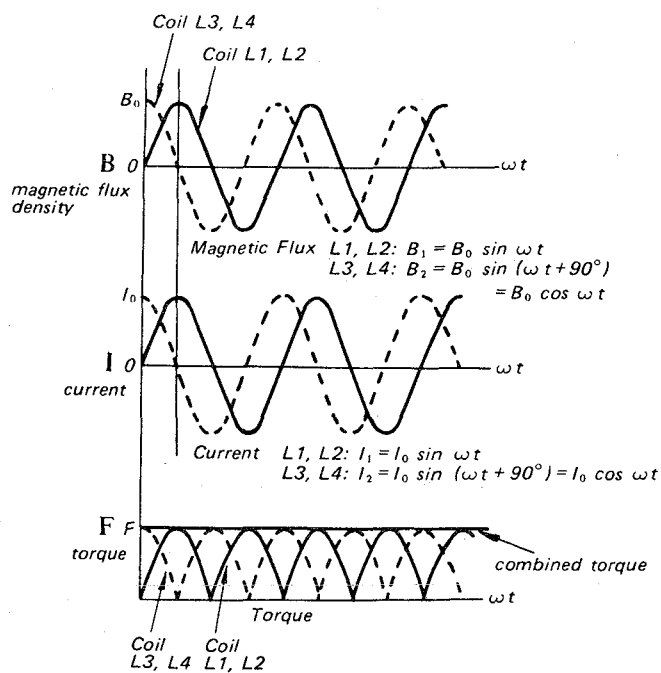 Coil L3, L4
Coil L1, L2
B₀
B 0
ωt
magnetic flux
density
Magnetic Flux L1, L2: B₁ = B₀ sin ωt
L3, L4: B₂ = B₀ sin (ωt + 90°)
= B₀ cos ωt
I₀
I 0
ωt
current
Current L1, L2: I₁ = I₀ sin ωt
L3, L4: I₂ = I₀ sin (ωt + 90°) = I₀ cos ωt
F F
torque
combined torque
ωt
Torque
Coil
L3, L4
Coil
L1, L2